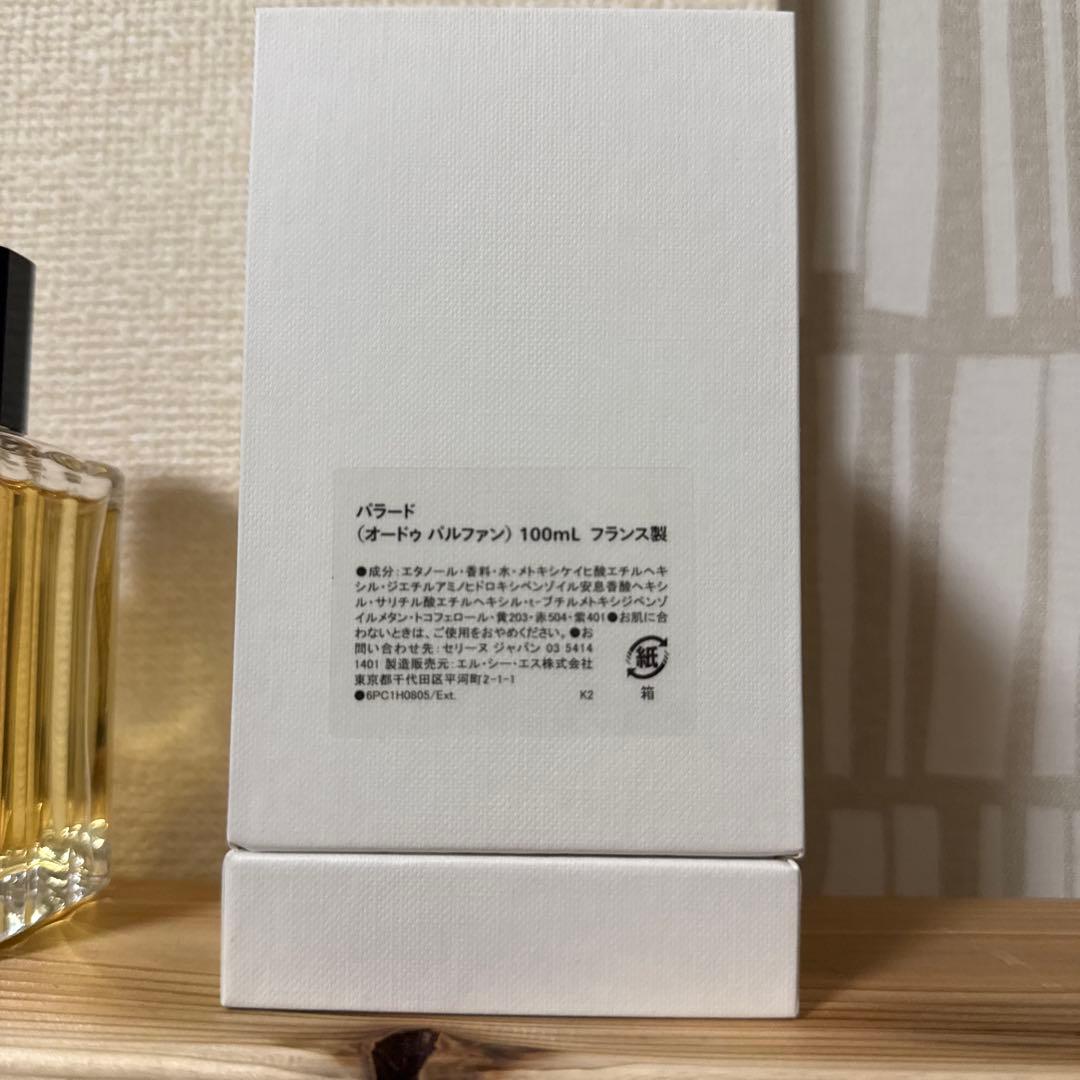 パラード
(オードゥ パルファン) 100mL フランス製
●成分:エタノール・香料・水・メトキシケイヒ酸エチルヘキ
シル・ジエチルアミノヒドロキシベンゾイル安息香酸ヘキシ
ル・サリチル酸エチルヘキシル・t-ブチルメトキシジベンゾ
イルメタン・トコフェロール・黄203・赤504・紫401●お肌に合
わないときは、ご使用をおやめください。●お
問い合わせ先:セリーヌ ジャパン 03 5414
1401 製造販売元:エル・シー・エス株式会社
東京都千代田区平河町2-1-1
●6PC1H0805/Ext. K2
紙
箱